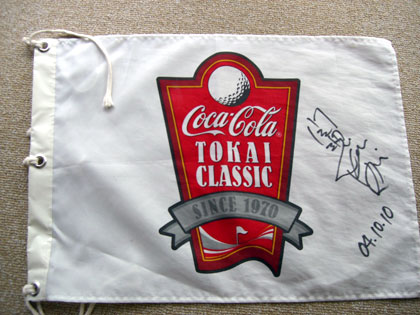 Coca-Cola®
TOKAI
CLASSIC
SINCE 1970
04.10.10